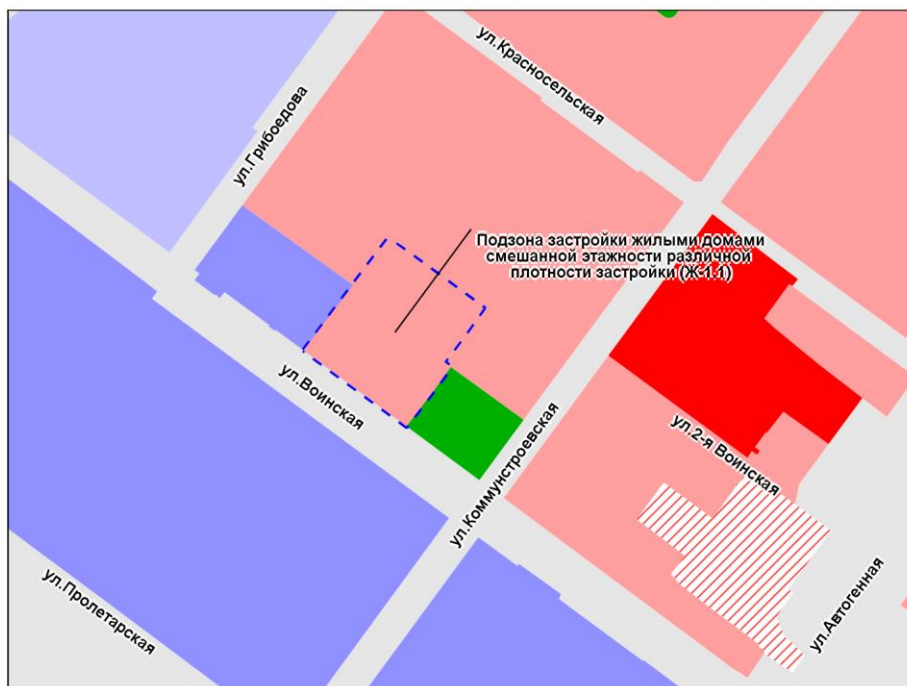 ул.Красносельская
ул.Грибоедова
Подзона застройки жилыми домами
смешанной этажности различной
плотности застройки (Ж-1.1)
ул.Воинская
ул.2-я Воинская
ул.Коммунстроевская
ул.Пролетарская
ул.Автогенная